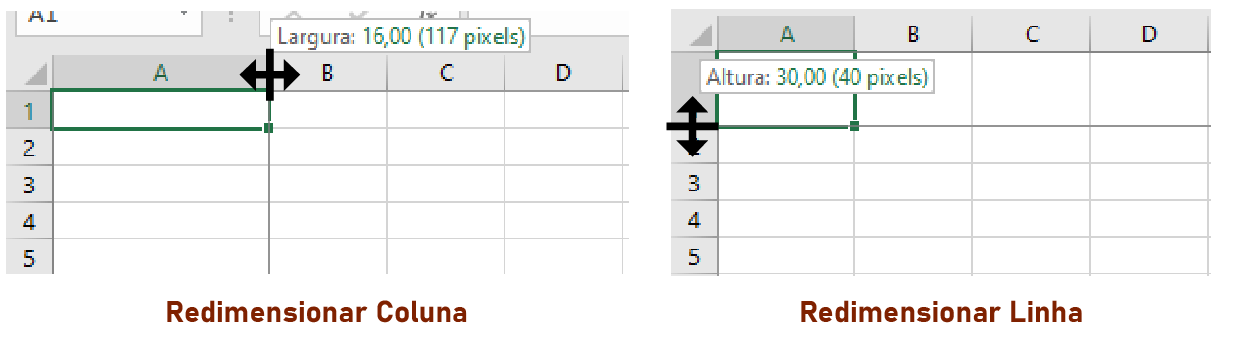 A1
Largura: 16,00 (117 pixels)
A B C D
1
2
3
4
5
Redimensionar Coluna
A B C D
Altura: 30,00 (40 pixels)
3
4
5
Redimensionar Linha